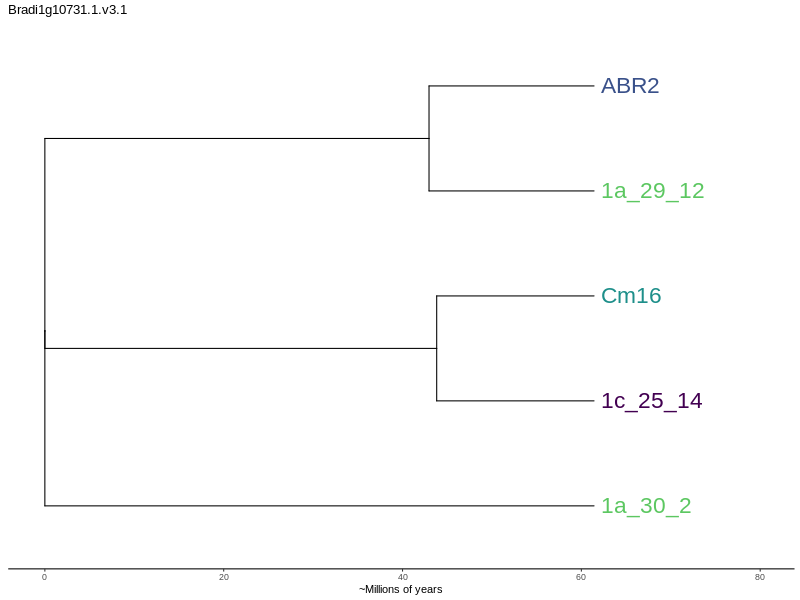 Bradi1g10731.1.v3.1
ABR2
1a_29_12
Cm16
1c_25_14
1a_30_2
0 20 40 60 80
~Millions of years